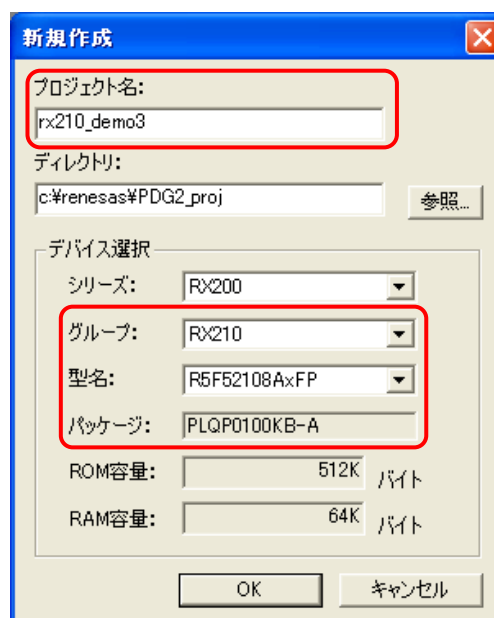 新規作成
プロジェクト名:
rx210_demo3
ディレクトリ:
c:¥renesas¥PDG2_proj
参照...
デバイス選択
シリーズ: RX200
グループ: RX210
型名: R5F52108AxFP
パッケージ: PLQP0100KB-A
ROM容量: 512K バイト
RAM容量: 64K バイト
OK キャンセル